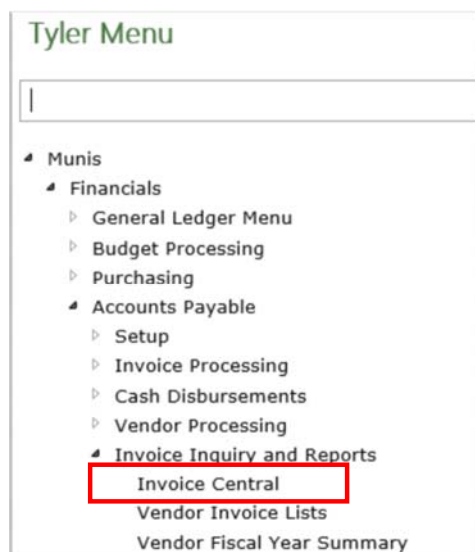 Tyler Menu
Munis
Financials
General Ledger Menu
Budget Processing
Purchasing
Accounts Payable
Setup
Invoice Processing
Cash Disbursements
Vendor Processing
Invoice Inquiry and Reports
Invoice Central
Vendor Invoice Lists
Vendor Fiscal Year Summary